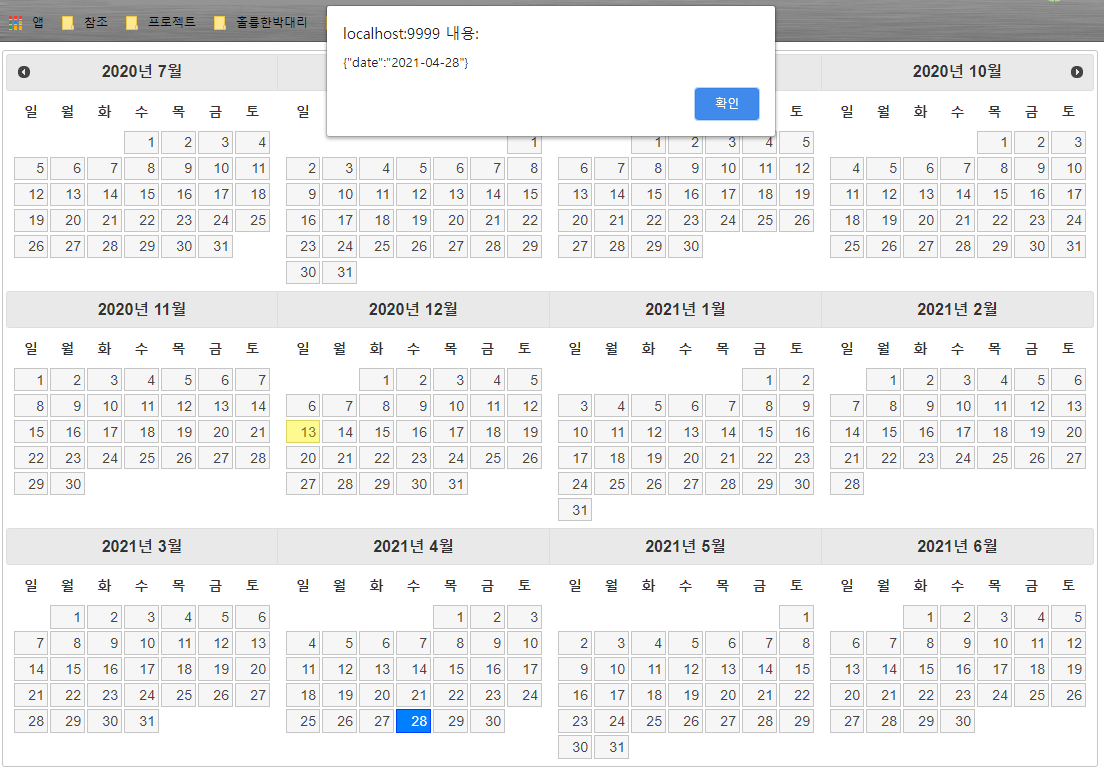 앱 참조 프로젝트 훌륭한박대리
localhost:9999 내용:
{"date":"2021-04-28"}
확인
2020년 7월 2020년 10월
일 월 화 수 목 금 토 일 토 일 월 화 수 목 금 토
1 2 3 4 1 1 2 3 4 5 1 2 3
5 6 7 8 9 10 11 2 3 4 5 6 7 8 6 7 8 9 10 11 12 4 5 6 7 8 9 10
12 13 14 15 16 17 18 9 10 11 12 13 14 15 13 14 15 16 17 18 19 11 12 13 14 15 16 17
19 20 21 22 23 24 25 16 17 18 19 20 21 22 20 21 22 23 24 25 26 18 19 20 21 22 23 24
26 27 28 29 30 31 23 24 25 26 27 28 29 27 28 29 30 25 26 27 28 29 30 31
30 31
2020년 11월 2020년 12월 2021년 1월 2021년 2월
일 월 화 수 목 금 토 일 월 화 수 목 금 토 일 월 화 수 목 금 토 일 월 화 수 목 금 토
1 2 3 4 5 6 7 1 2 3 4 5 1 2 1 2 3 4 5 6
8 9 10 11 12 13 14 6 7 8 9 10 11 12 3 4 5 6 7 8 9 7 8 9 10 11 12 13
15 16 17 18 19 20 21 13 14 15 16 17 18 19 10 11 12 13 14 15 16 14 15 16 17 18 19 20
22 23 24 25 26 27 28 20 21 22 23 24 25 26 17 18 19 20 21 22 23 21 22 23 24 25 26 27
29 30 27 28 29 30 31 24 25 26 27 28 29 30 28
31
2021년 3월 2021년 4월 2021년 5월 2021년 6월
일 월 화 수 목 금 토 일 월 화 수 목 금 토 일 월 화 수 목 금 토 일 월 화 수 목 금 토
1 2 3 4 5 6 1 2 3 1 1 2 3 4 5
7 8 9 10 11 12 13 4 5 6 7 8 9 10 2 3 4 5 6 7 8 6 7 8 9 10 11 12
14 15 16 17 18 19 20 11 12 13 14 15 16 17 9 10 11 12 13 14 15 13 14 15 16 17 18 19
21 22 23 24 25 26 27 18 19 20 21 22 23 24 16 17 18 19 20 21 22 20 21 22 23 24 25 26
28 29 30 31 25 26 27 28 29 30 23 24 25 26 27 28 29 27 28 29 30
30 31